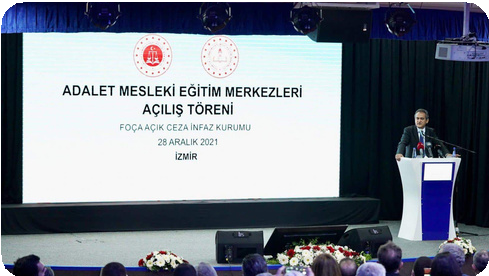 ADALET MESLEKİ EĞİTİM MERKEZLERİ
AÇILIŞ TÖRENİ
FOÇA AÇIK CEZA İNFAZ KURUMU
28 ARALIK 2021
İZMİR